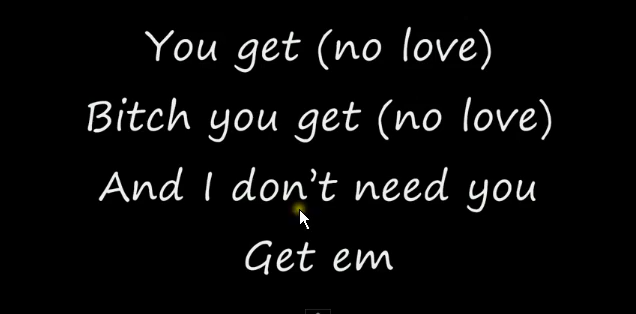 You get (no love)
Bitch you get (no love)
And I don't need you
Get em